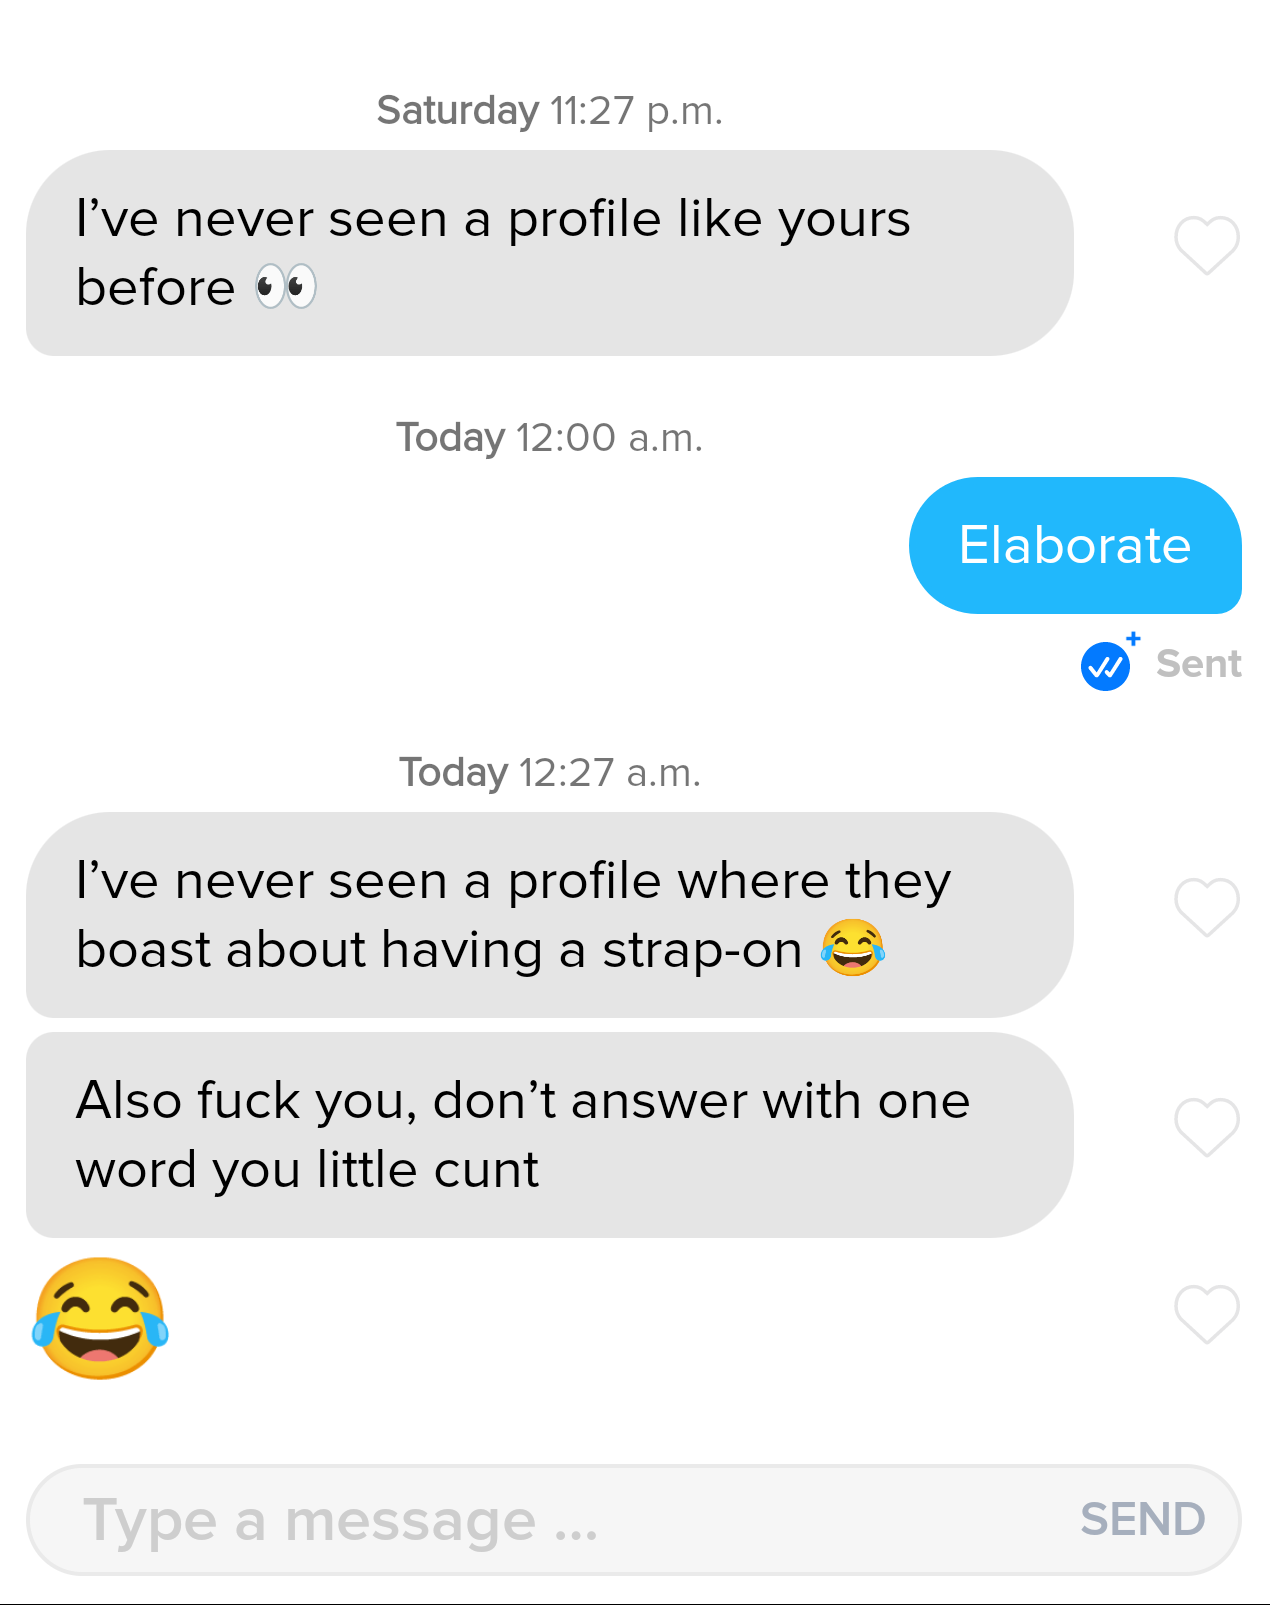 Saturday 11:27 p.m.
I’ve never seen a profile like yours
before 👀
Today 12:00 a.m.
Elaborate
Sent
Today 12:27 a.m.
I’ve never seen a profile where they
boast about having a strap-on 😂
Also fuck you, don’t answer with one
word you little cunt
😂
Type a message ...
SEND